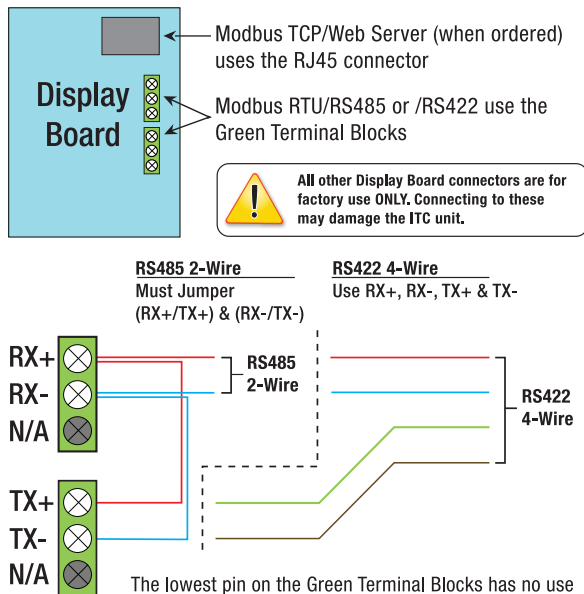 Modbus TCP/Web Server (when ordered)
uses the RJ45 connector
Display
Board
Modbus RTU/RS485 or /RS422 use the
Green Terminal Blocks
!
All other Display Board connectors are for
factory use ONLY. Connecting to these
may damage the ITC unit.
RS485 2-Wire
Must Jumper
(RX+/TX+) & (RX-/TX-)
RS422 4-Wire
Use RX+, RX-, TX+ & TX-
RX+
RX-
N/A
RS485
2-Wire
RS422
4-Wire
TX+
TX-
N/A
The lowest pin on the Green Terminal Blocks has no use